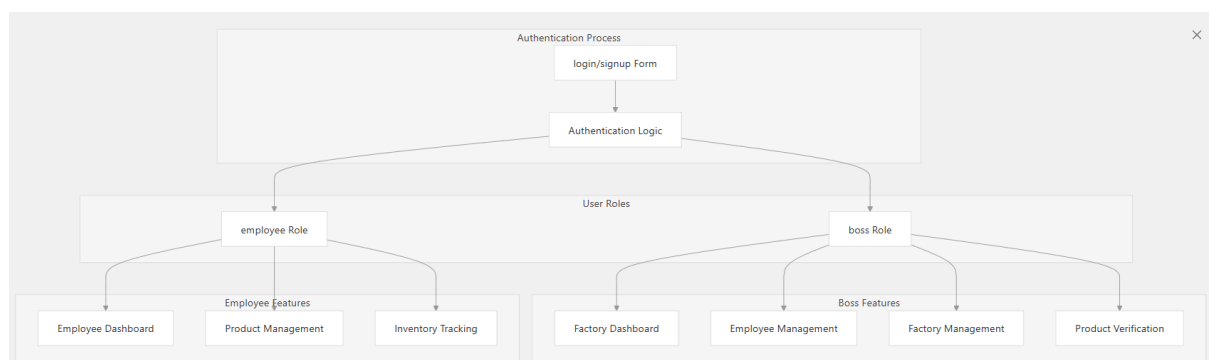 Authentication Process
login/signup Form
Authentication Logic
User Roles
employee Role
boss Role
Employee Features
Boss Features
Employee Dashboard
Product Management
Inventory Tracking
Factory Dashboard
Employee Management
Factory Management
Product Verification